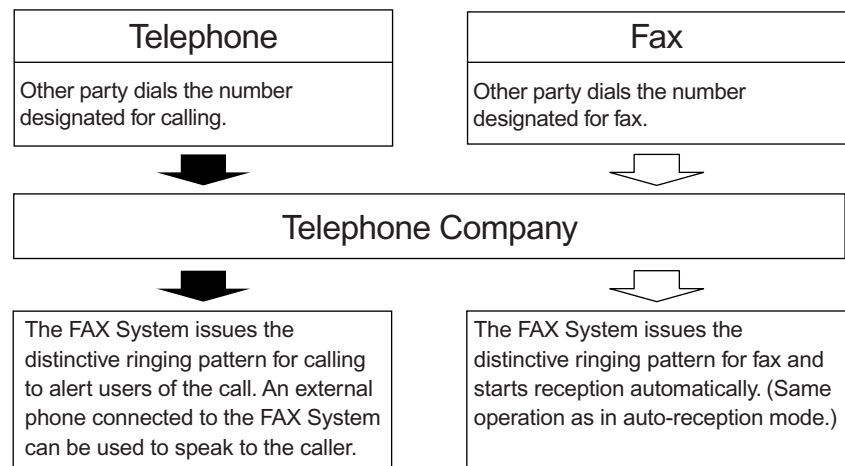 Telephone
Other party dials the number
designated for calling.
Fax
Other party dials the number
designated for fax.
Telephone Company
The FAX System issues the
distinctive ringing pattern for calling
to alert users of the call. An external
phone connected to the FAX System
can be used to speak to the caller.
The FAX System issues the
distinctive ringing pattern for fax and
starts reception automatically. (Same
operation as in auto-reception mode.)